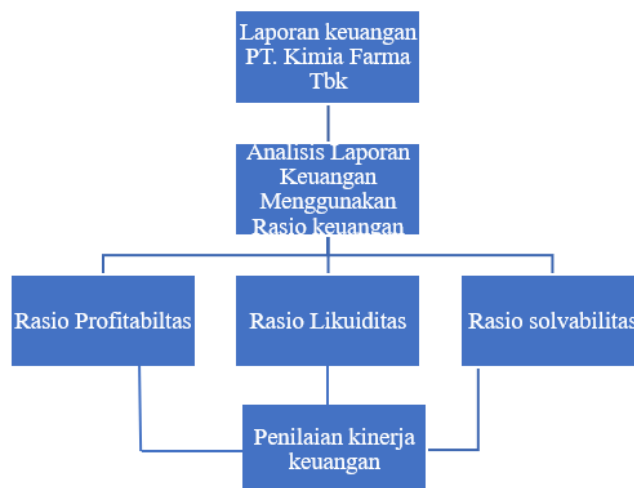 Laporan keuangan
PT. Kimia Farma
Tbk
Analisis Laporan
Keuangan
Menggunakan
Rasio keuangan
Rasio Profitabiltas
Rasio Likuiditas
Rasio solvabilitas
Penilaian kinerja
keuangan